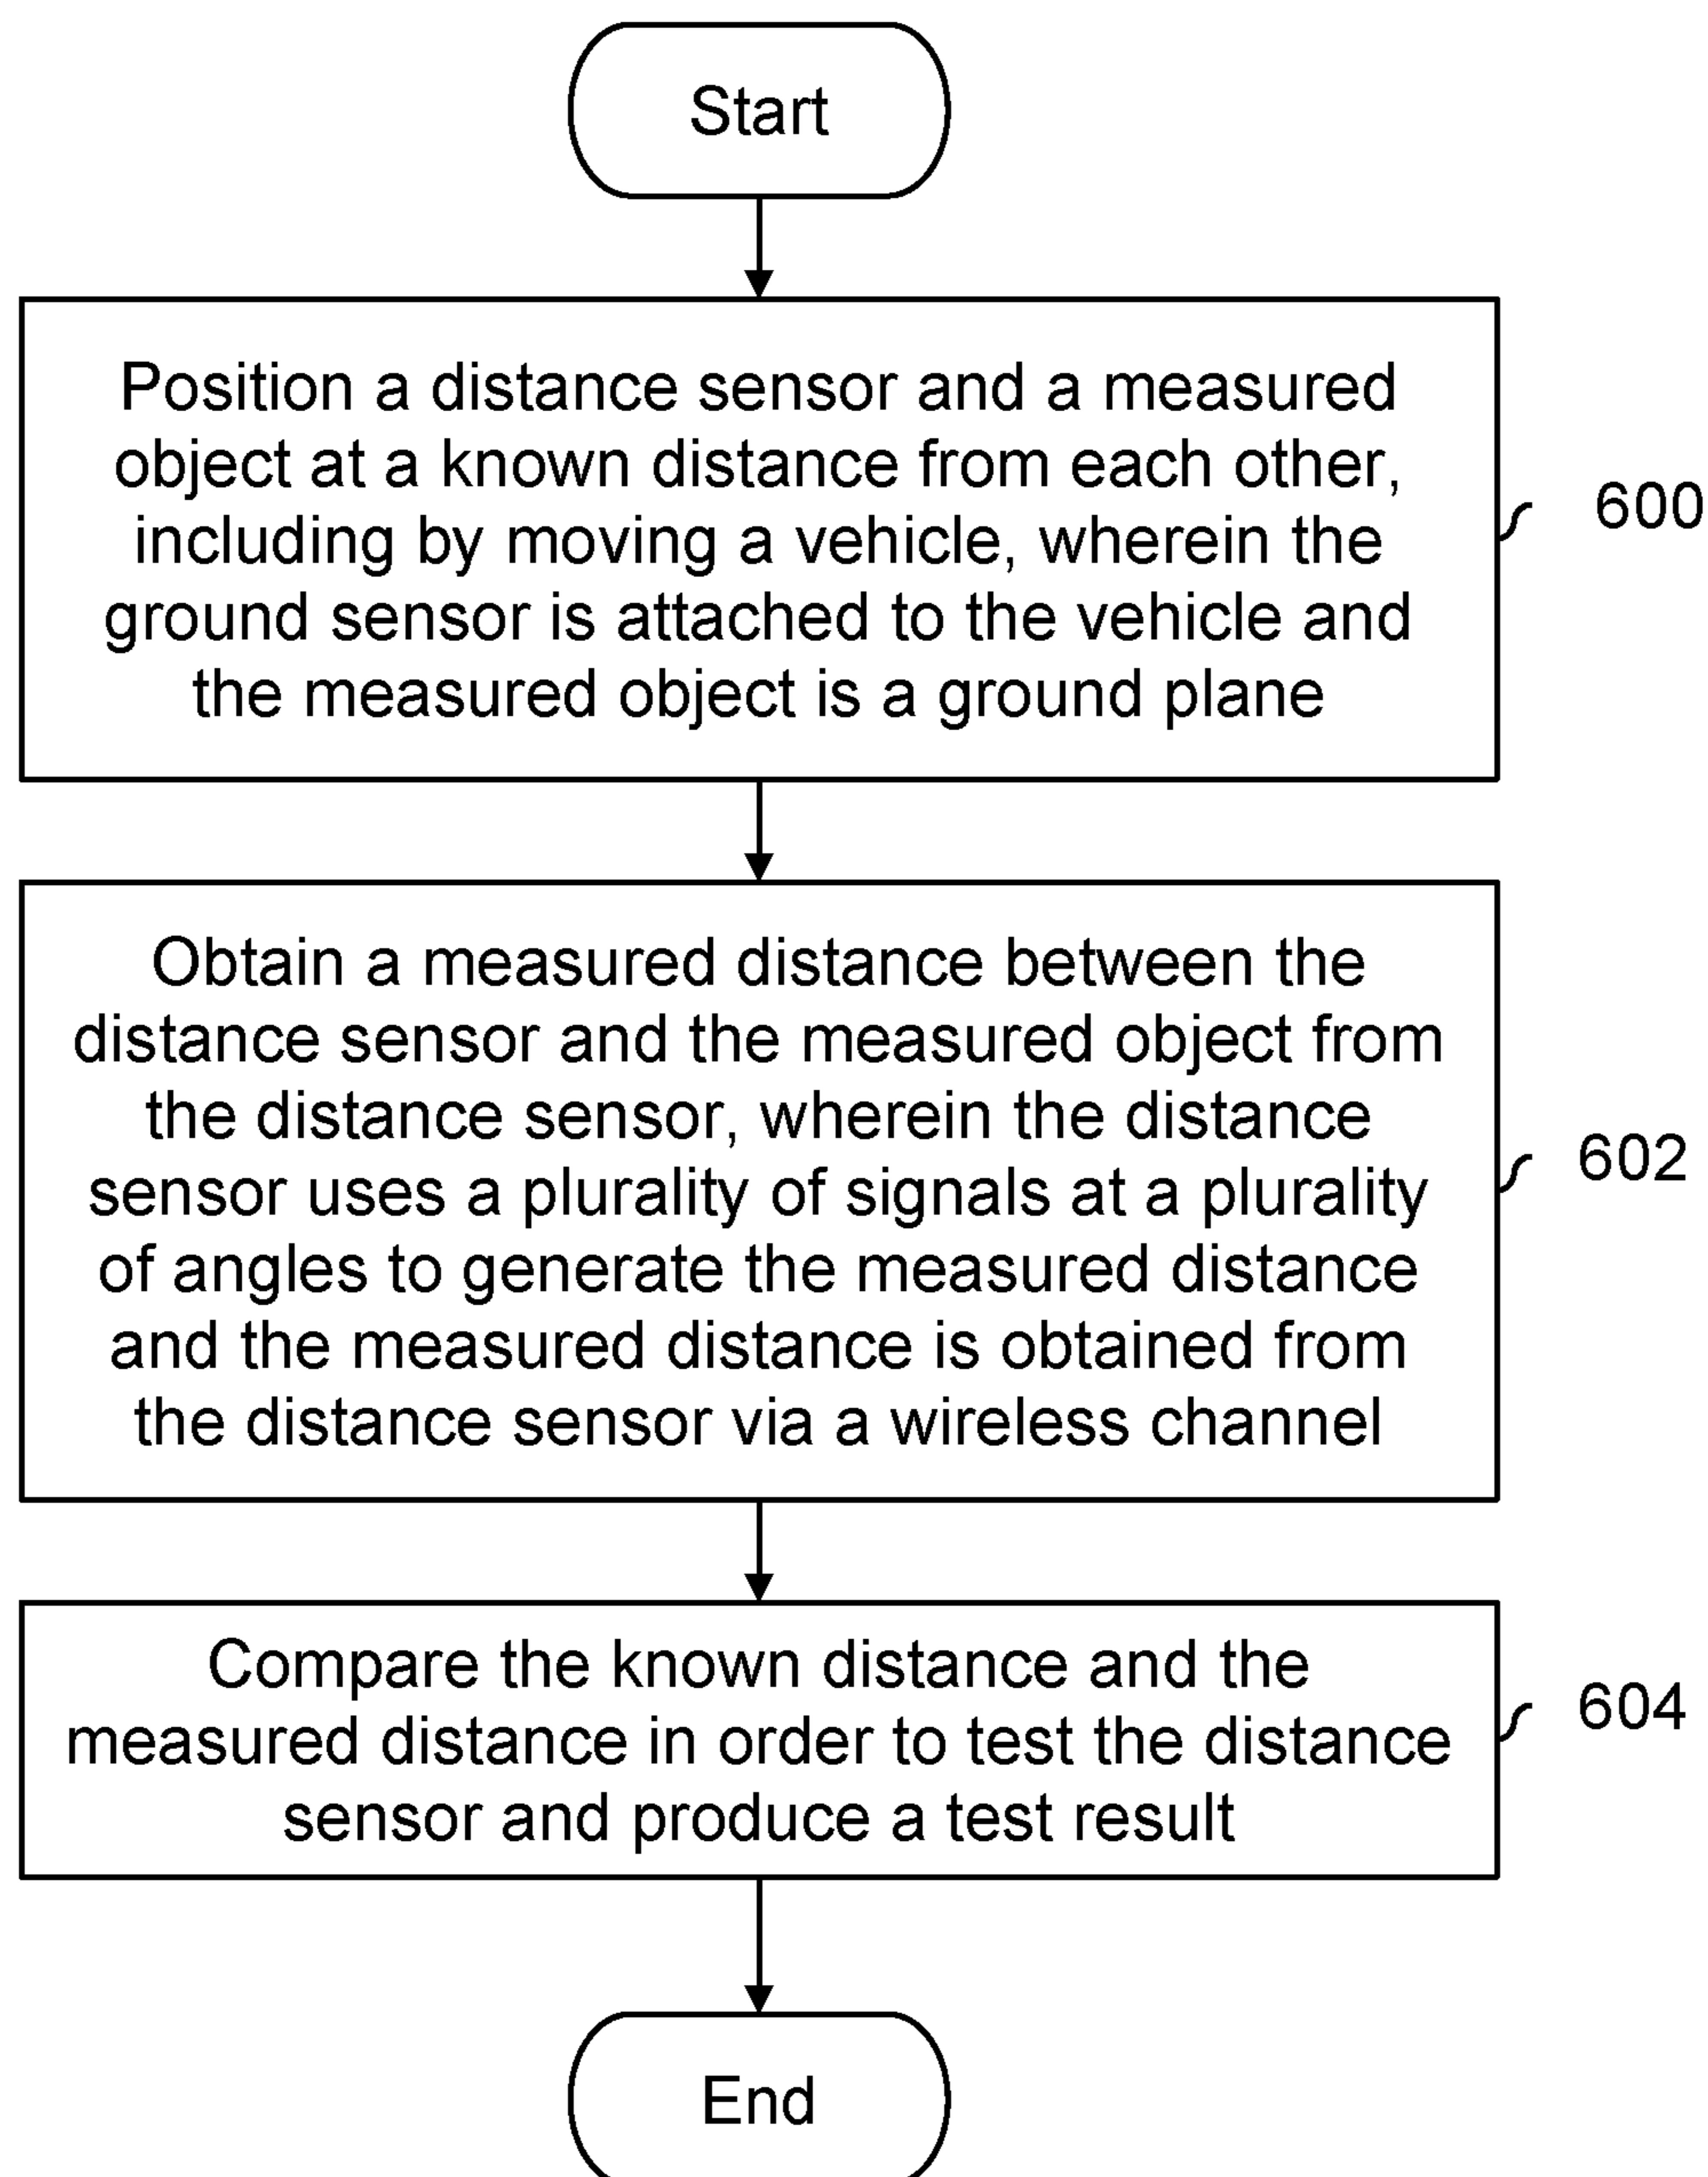 Start
Position a distance sensor and a measured
object at a known distance from each other,
including by moving a vehicle, wherein the
ground sensor is attached to the vehicle and
the measured object is a ground plane
600
Obtain a measured distance between the
distance sensor and the measured object from
the distance sensor, wherein the distance
sensor uses a plurality of signals at a plurality
of angles to generate the measured distance
and the measured distance is obtained from
the distance sensor via a wireless channel
602
Compare the known distance and the
measured distance in order to test the distance
sensor and produce a test result
604
End